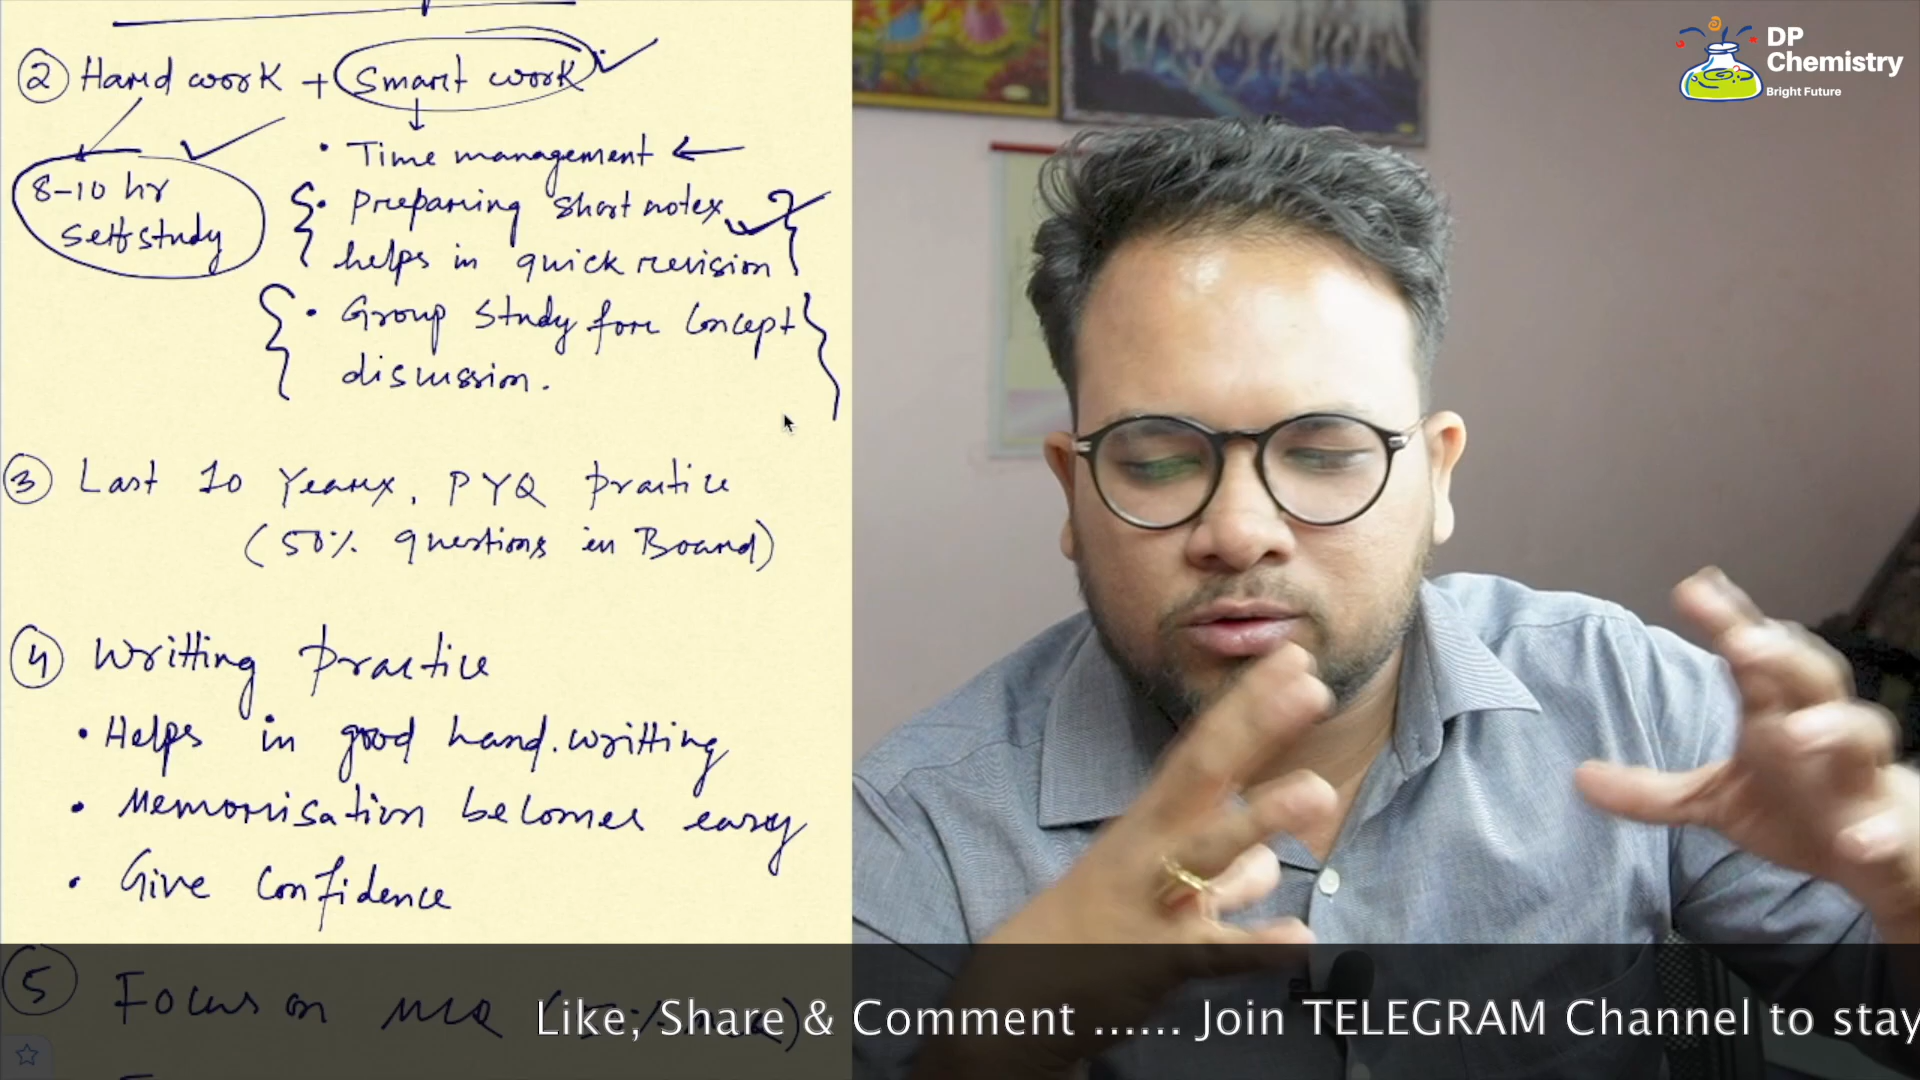 ② Hard work + Smart work
8-10 hr
Self study
• Time management
• Preparing short notes
helps in quick revision
• Group Study for Concept
discussion.
③ Last 10 Years, PYQ practice
(50% questions in Board)
④ Writting practice
• Helps in good hand.writting
• Memorisation becomes easy
• Give Confidence
⑤ Focus on MCQ
Like, Share & Comment ...... Join TELEGRAM Channel to stay
DP
Chemistry
Bright Future